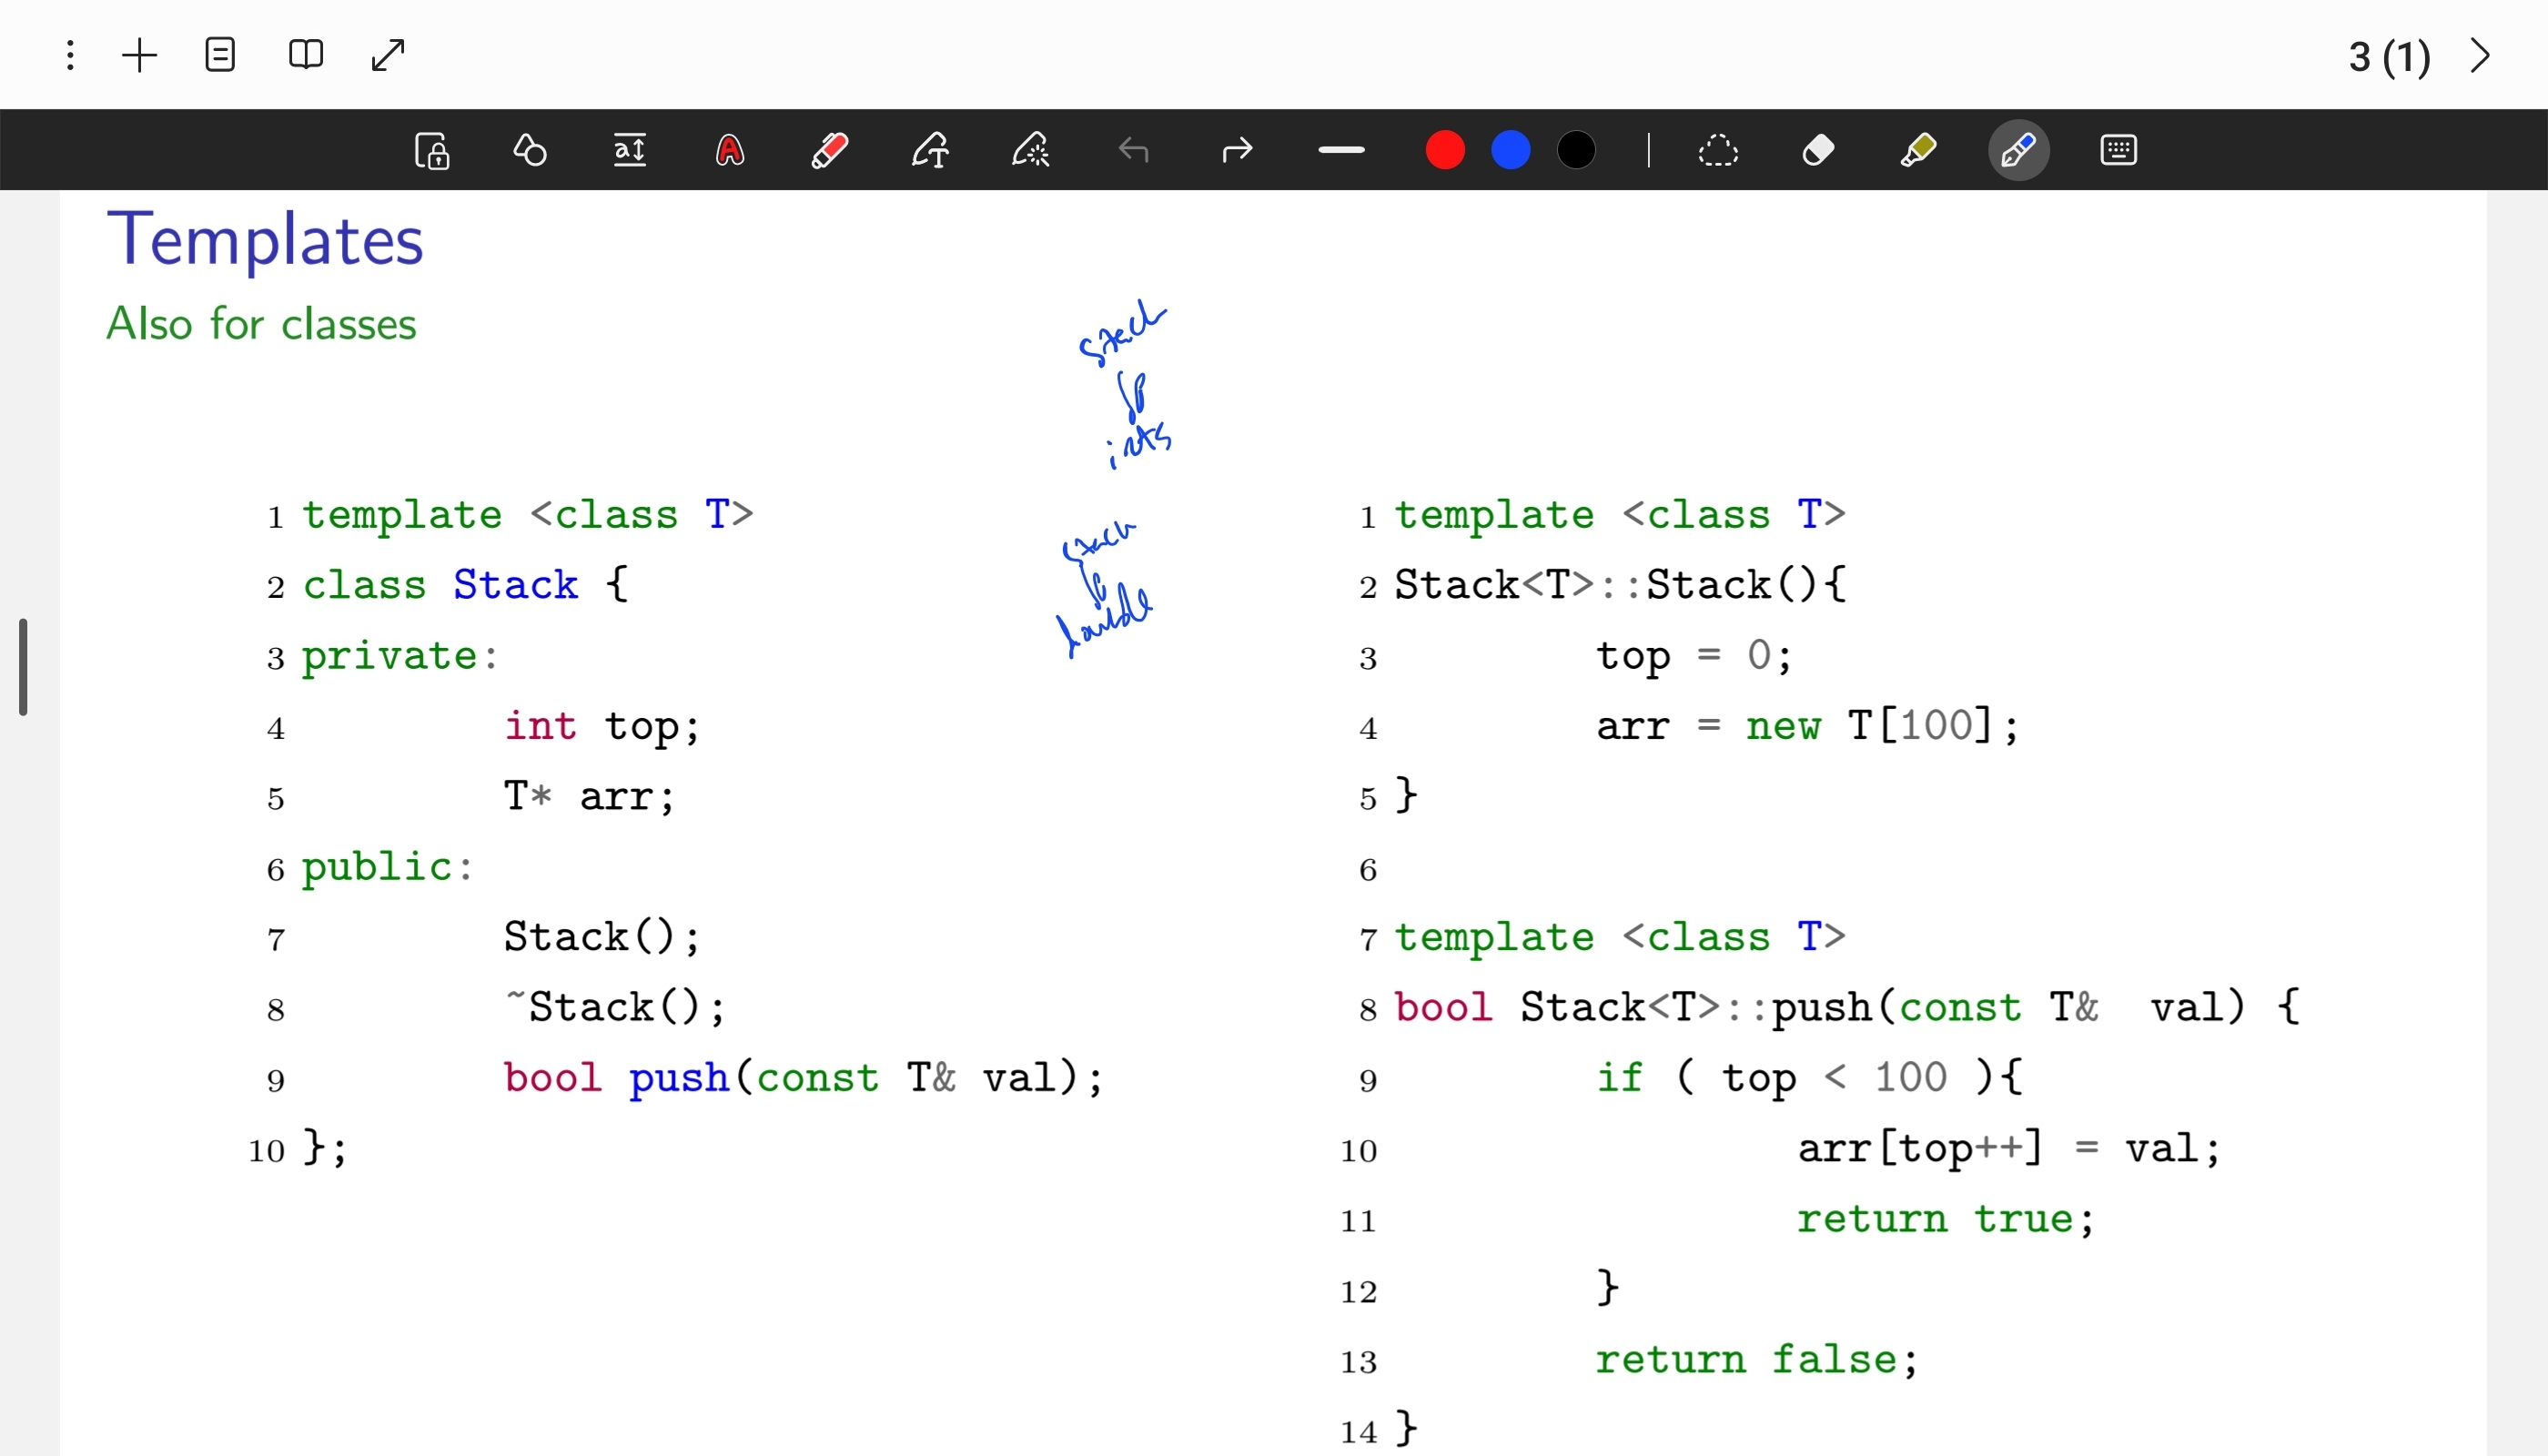 3 (1)
Templates
Also for classes
stack
of
ints
stack
of
double
1 template <class T>
2 class Stack {
3 private:
4 int top;
5 T* arr;
6 public:
7 Stack();
8 ~Stack();
9 bool push(const T& val);
10 };
1 template <class T>
2 Stack<T>::Stack(){
3 top = 0;
4 arr = new T[100];
5 }
6
7 template <class T>
8 bool Stack<T>::push(const T& val) {
9 if ( top < 100 ){
10 arr[top++] = val;
11 return true;
12 }
13 return false;
14 }